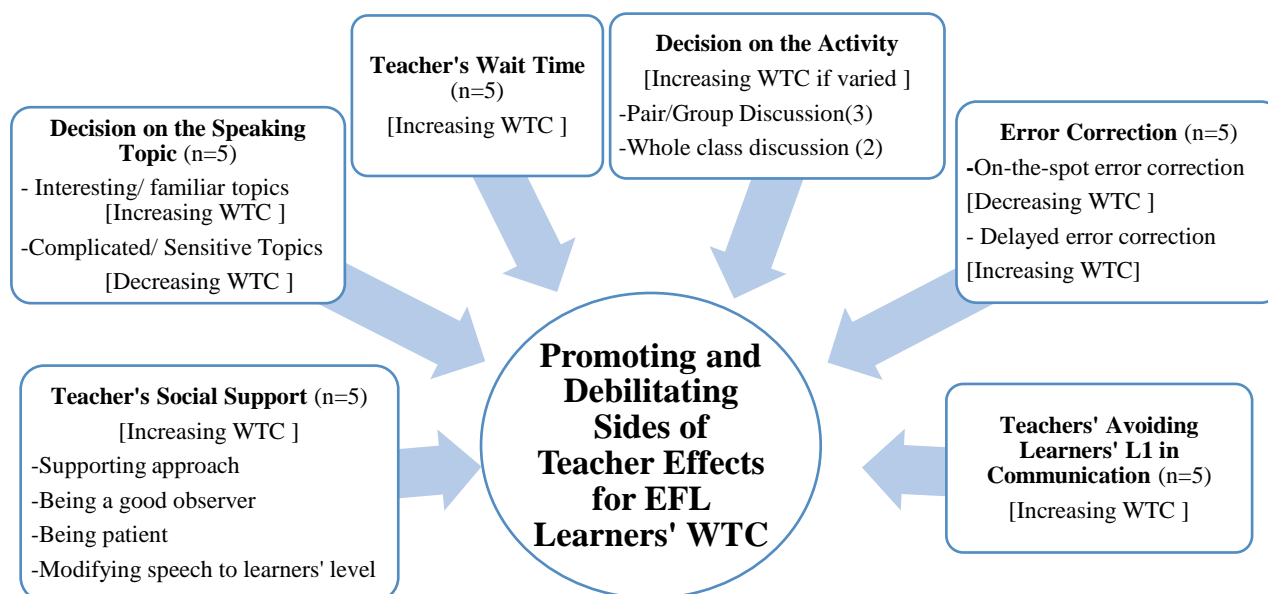 Decision on the Speaking
Topic (n=5)
- Interesting/ familiar topics
[Increasing WTC ]
-Complicated/ Sensitive Topics
[Decreasing WTC ]
Teacher's Wait Time
(n=5)
[Increasing WTC ]
Decision on the Activity
[Increasing WTC if varied ]
-Pair/Group Discussion(3)
-Whole class discussion (2)
Error Correction (n=5)
-On-the-spot error correction
[Decreasing WTC ]
- Delayed error correction
[Increasing WTC]
Teacher's Social Support (n=5)
[Increasing WTC ]
-Supporting approach
-Being a good observer
-Being patient
-Modifying speech to learners' level
Promoting and
Debilitating
Sides of
Teacher Effects
for EFL
Learners' WTC
Teachers' Avoiding
Learners' L1 in
Communication (n=5)
[Increasing WTC ]